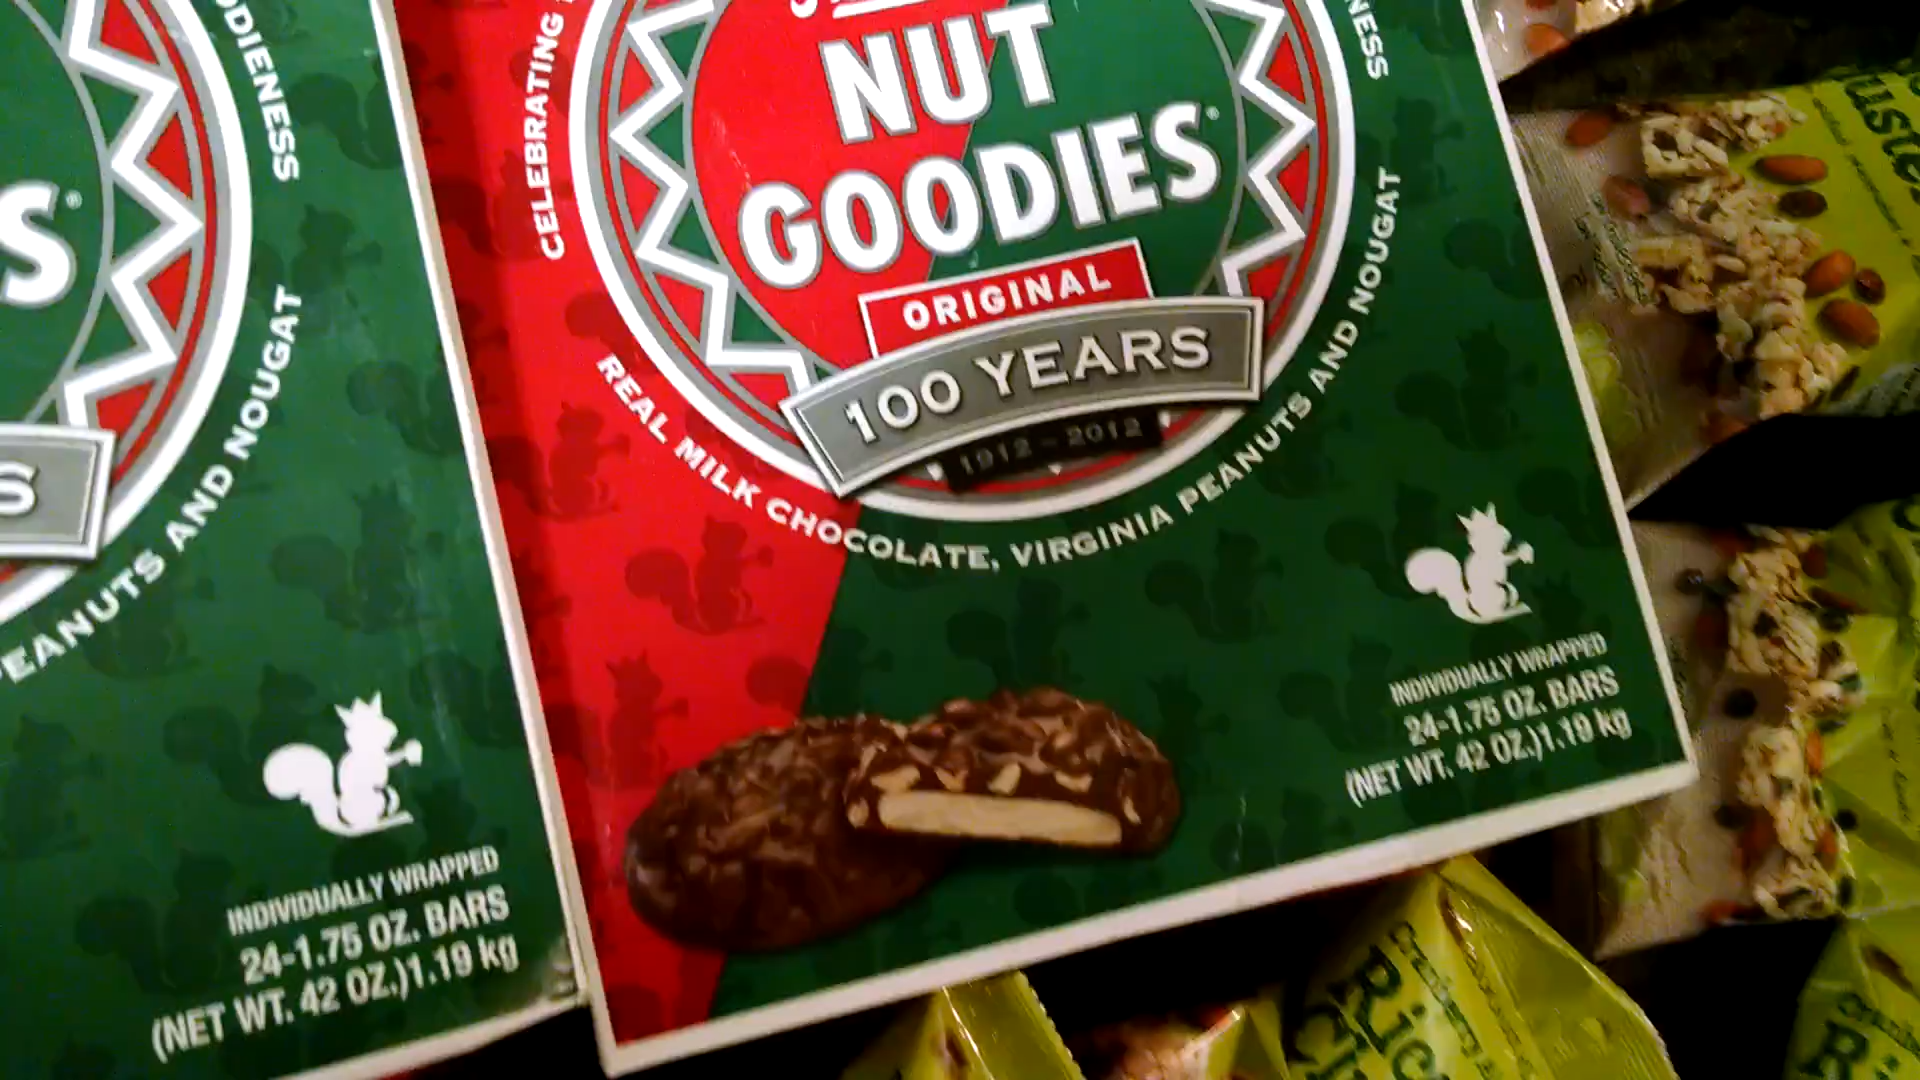 ODIENESS
S®
S
EANUTS AND NOUGAT
INDIVIDUALLY WRAPPED
24-1.75 OZ. BARS
(NET WT. 42 OZ.)1.19 kg
CELEBRATING
NESS
NUT
GOODIES®
ORIGINAL
100 YEARS
1912 – 2012
REAL MILK CHOCOLATE, VIRGINIA PEANUTS AND NOUGAT
INDIVIDUALLY WRAPPED
24-1.75 OZ. BARS
(NET WT. 42 OZ.)1.19 kg